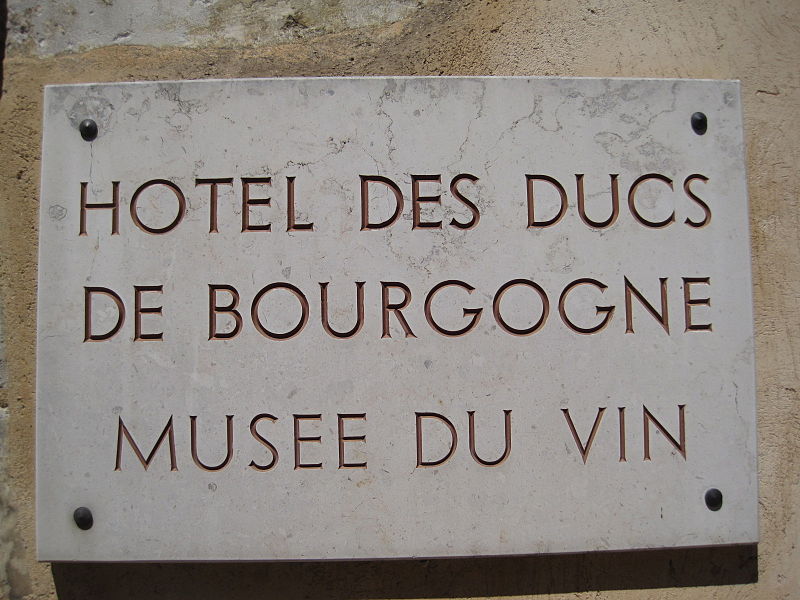 HOTEL DES DUCS
DE BOURGOGNE
MUSEE DU VIN